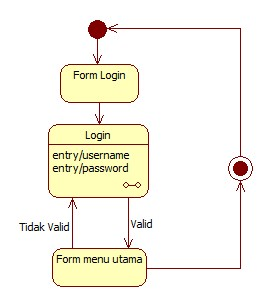 Form Login
Login
entry/username
entry/password
Tidak Valid
Valid
Form menu utama